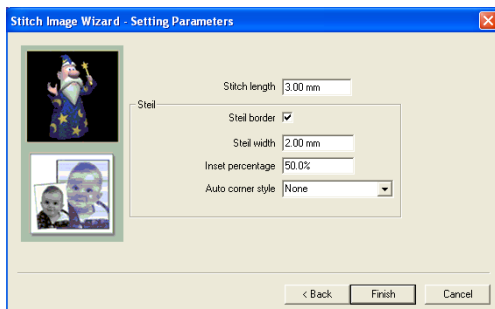 Stitch Image Wizard - Setting Parameters
Stitch length 3.00 mm
Steil
Steil border
Steil width 2.00 mm
Inset percentage 50.0%
Auto corner style None
< Back Finish Cancel